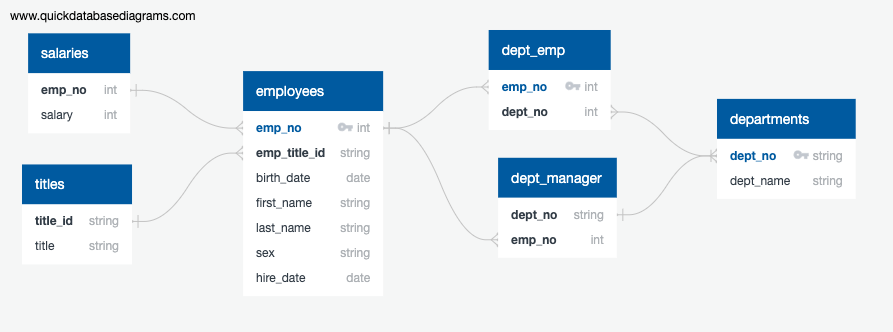 www.quickdatabasediagrams.com
salaries
emp_no int
salary int
titles
title_id string
title string
employees
emp_no int
emp_title_id string
birth_date date
first_name string
last_name string
sex string
hire_date date
dept_emp
emp_no int
dept_no int
dept_manager
dept_no string
emp_no int
departments
dept_no string
dept_name string